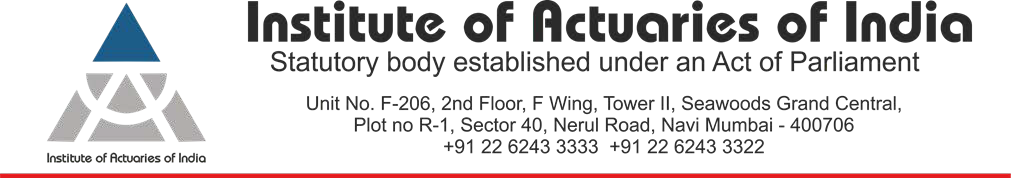 Institute of Actuaries of India
Statutory body established under an Act of Parliament
Unit No. F-206, 2nd Floor, F Wing, Tower II, Seawoods Grand Central,
Plot no R-1, Sector 40, Nerul Road, Navi Mumbai - 400706
+91 22 6243 3333 +91 22 6243 3322
Institute of Actuaries of India